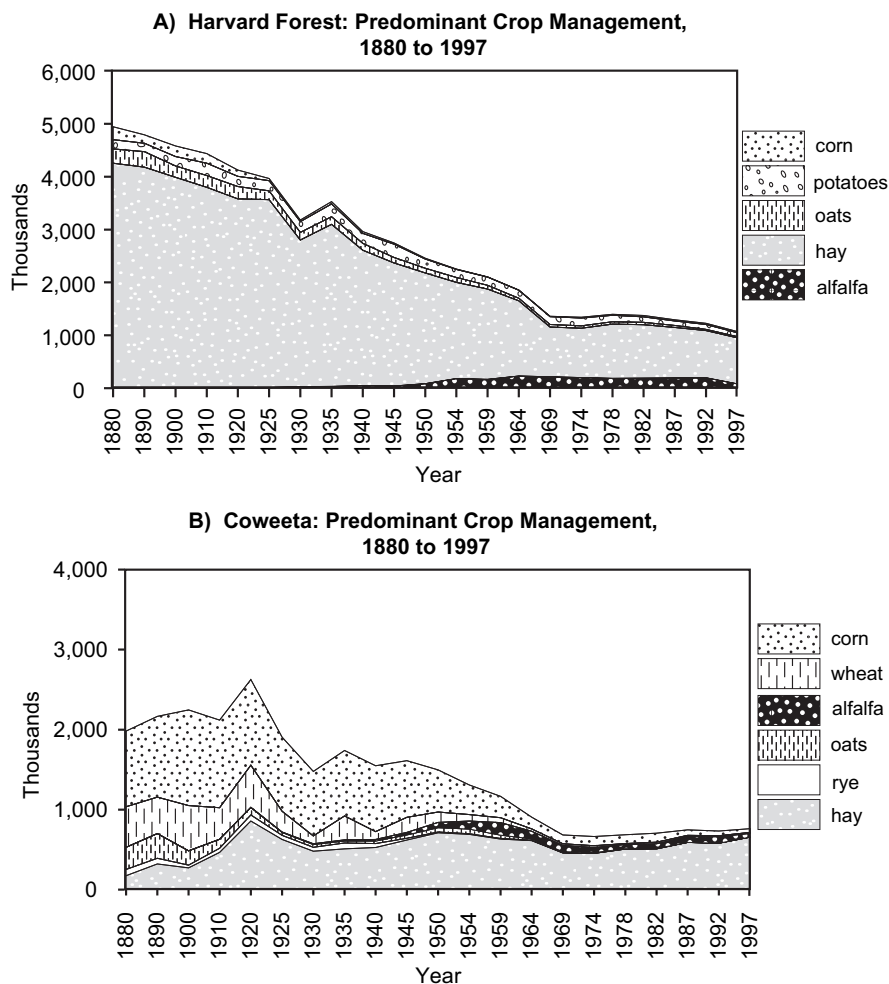 A) Harvard Forest: Predominant Crop Management,
1880 to 1997
6,000
5,000
4,000
3,000
2,000
1,000
0
Thousands
1880
1890
1900
1910
1920
1925
1930
1935
1940
1945
1950
1954
1959
1964
1969
1974
1978
1982
1987
1992
1997
Year
corn
potatoes
oats
hay
alfalfa
B) Coweeta: Predominant Crop Management,
1880 to 1997
4,000
3,000
2,000
1,000
0
Thousands
1880
1890
1900
1910
1920
1925
1930
1935
1940
1945
1950
1954
1959
1964
1969
1974
1978
1982
1987
1992
1997
Year
corn
wheat
alfalfa
oats
rye
hay